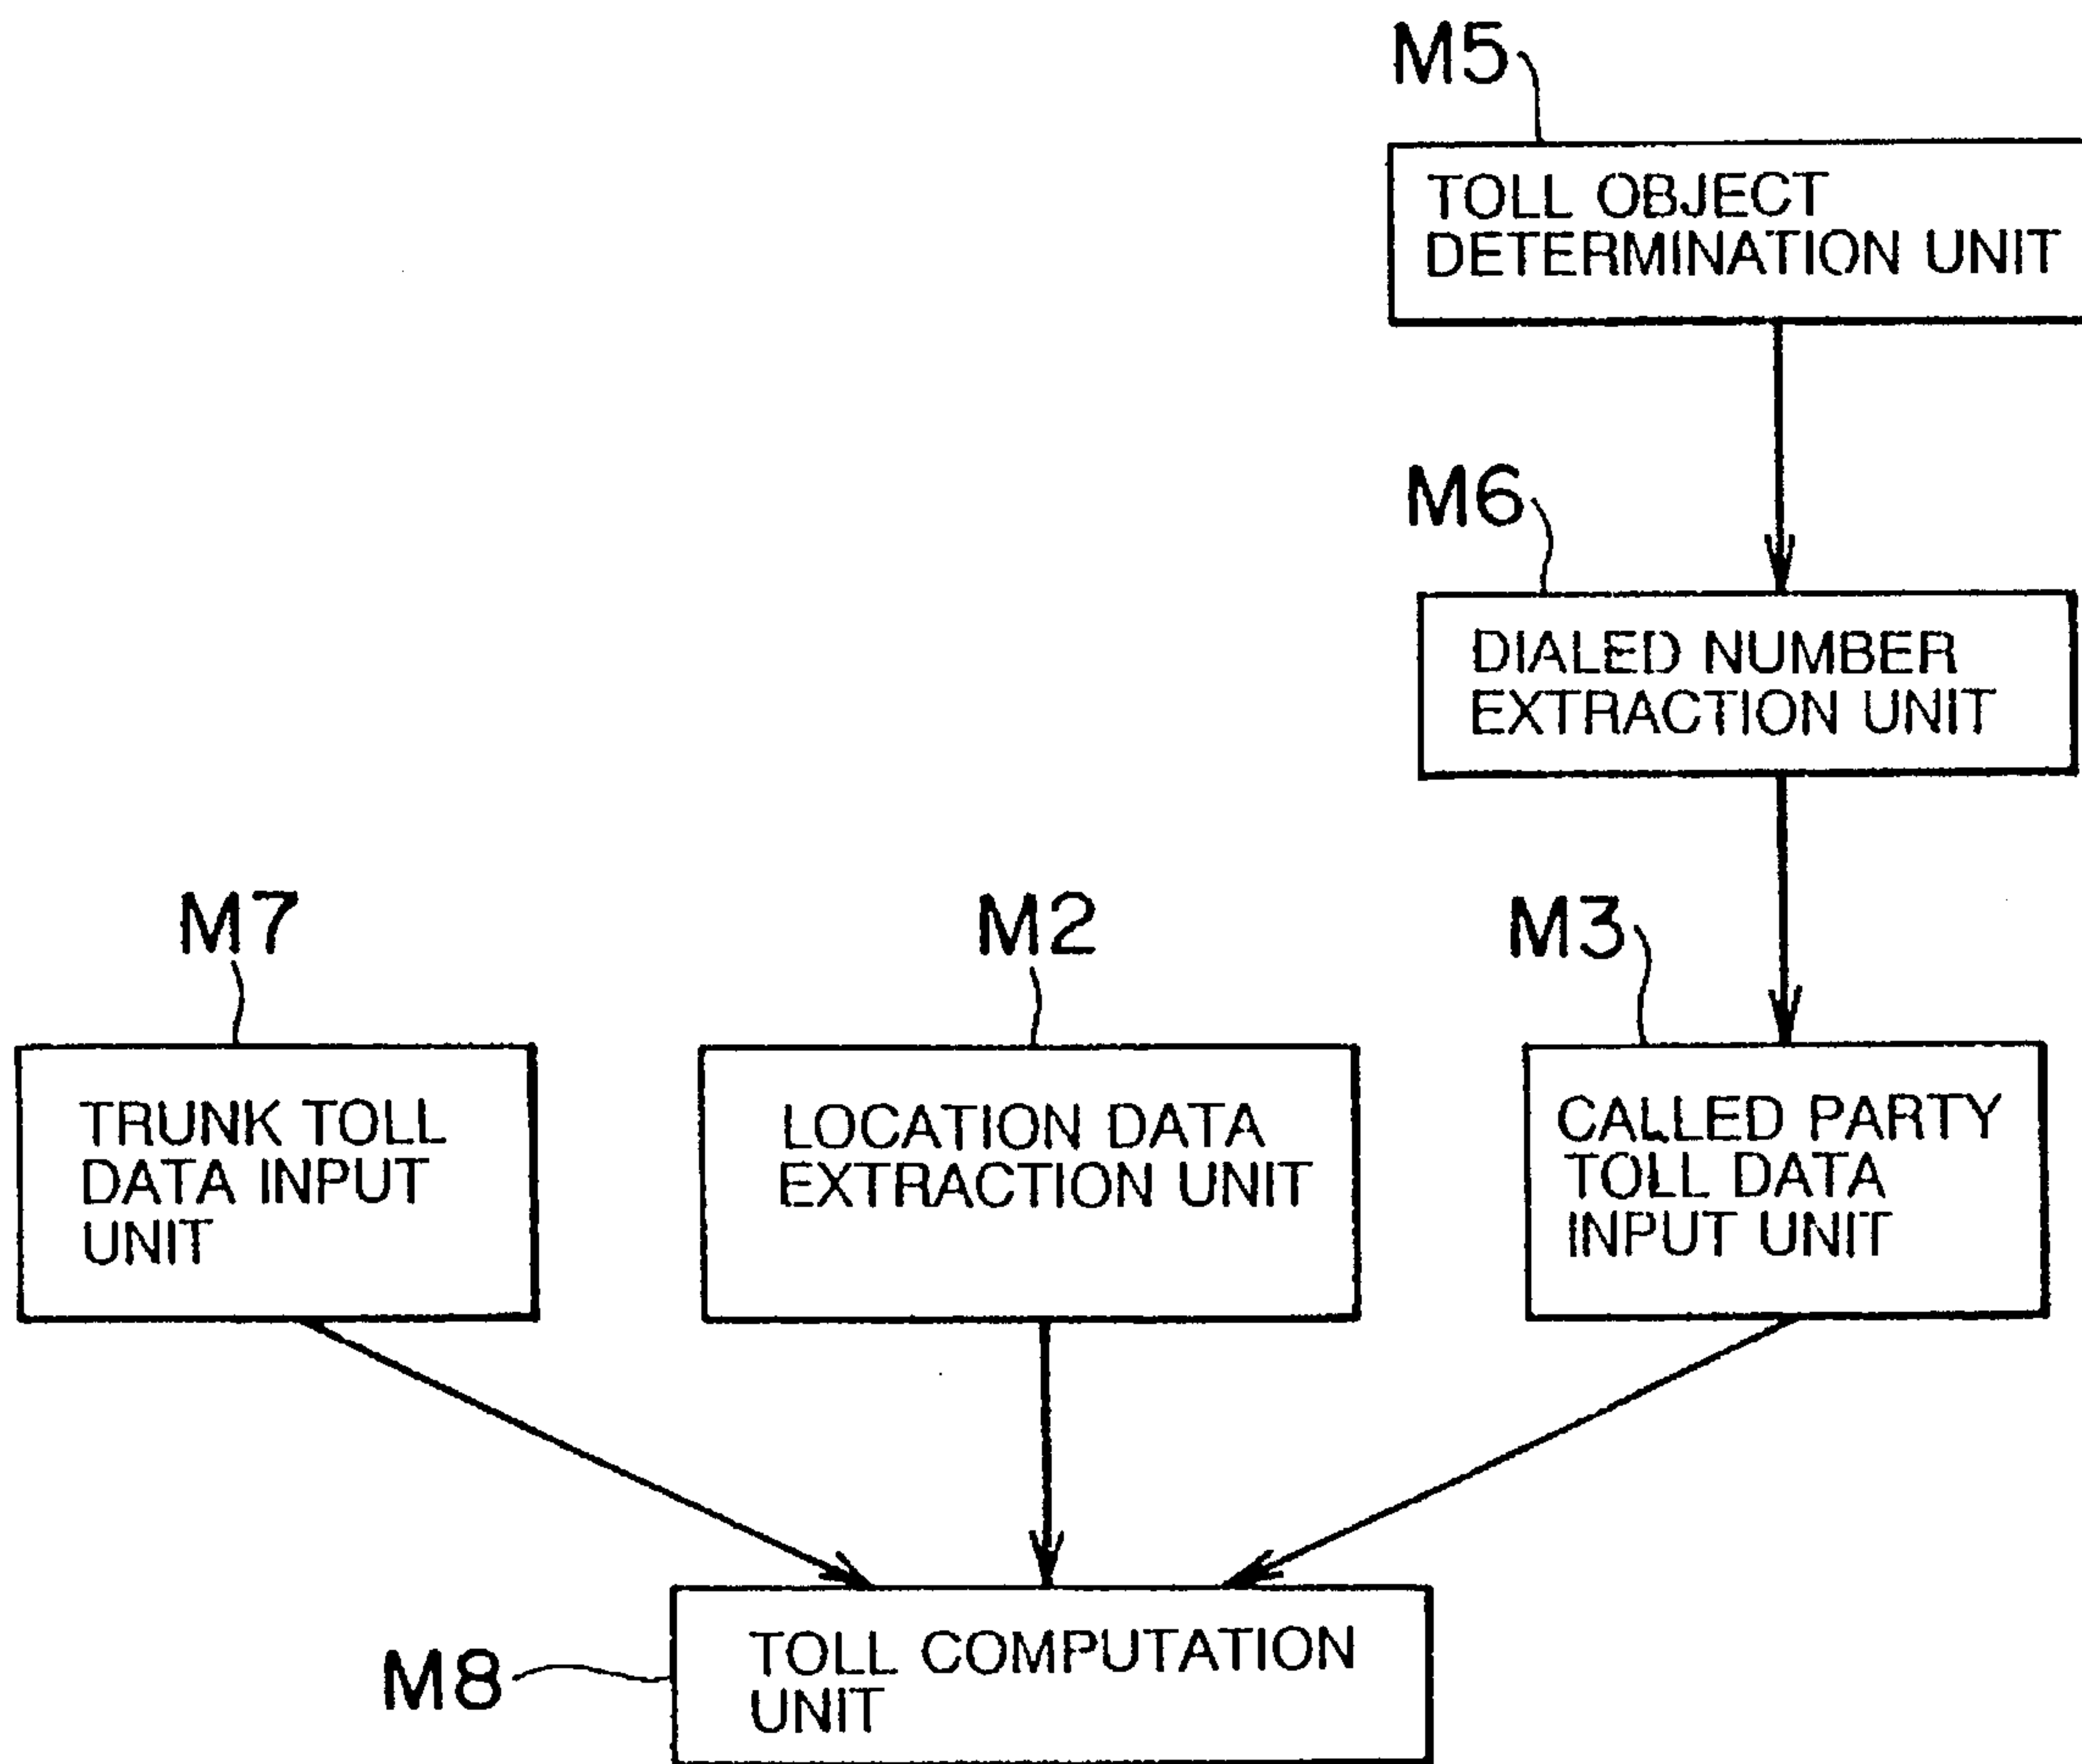 M5
TOLL OBJECT
DETERMINATION UNIT
M6
DIALED NUMBER
EXTRACTION UNIT
M7
M2
M3
TRUNK TOLL
DATA INPUT
UNIT
LOCATION DATA
EXTRACTION UNIT
CALLED PARTY
TOLL DATA
INPUT UNIT
M8
TOLL COMPUTATION
UNIT